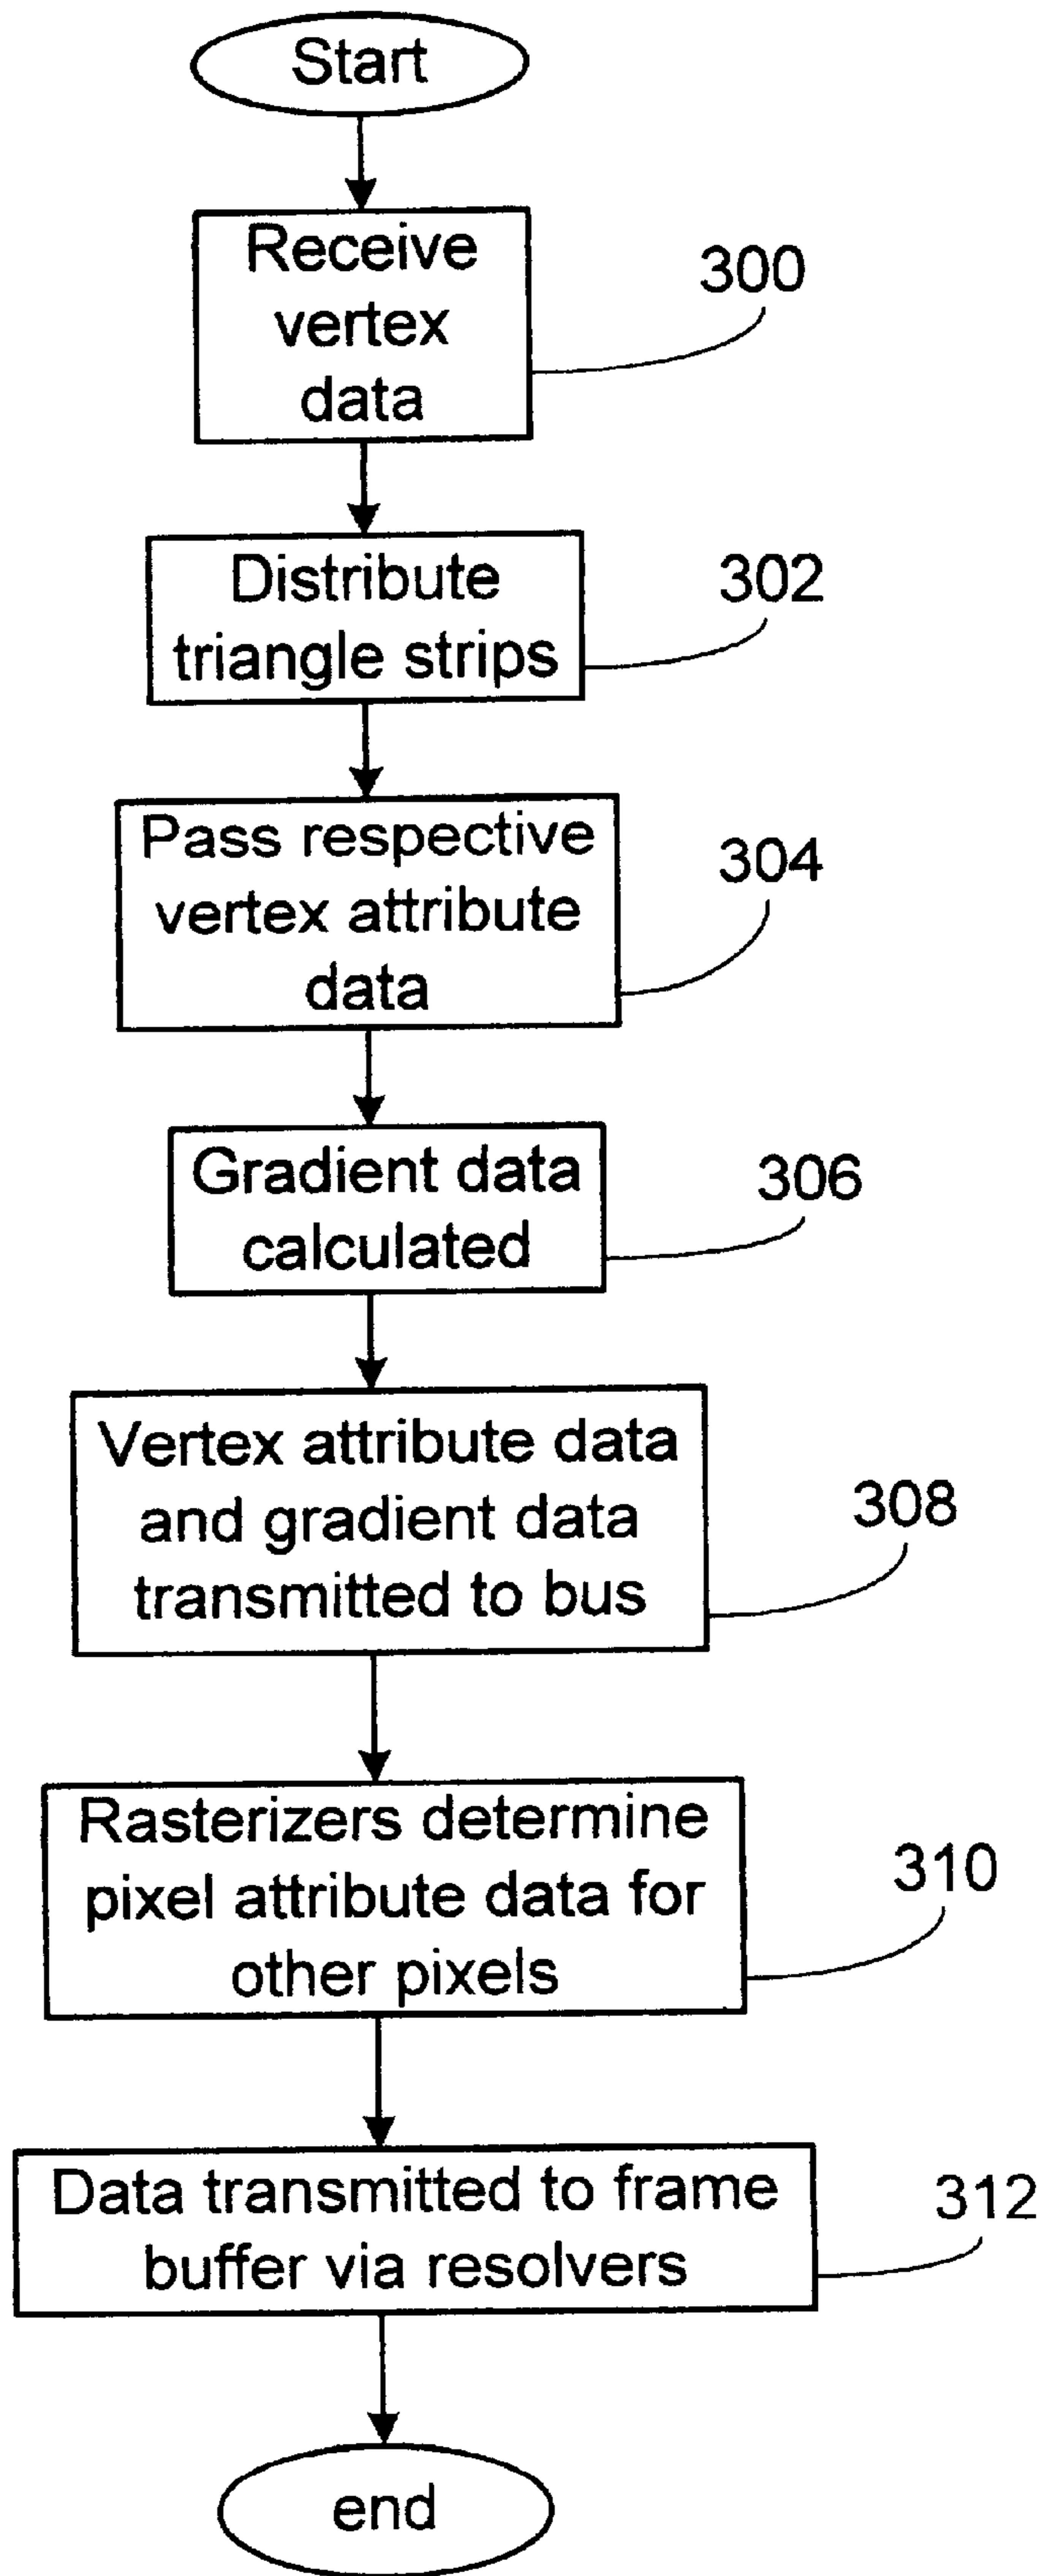 Start
Receive
vertex
data
300
Distribute
triangle strips
302
Pass respective
vertex attribute
data
304
Gradient data
calculated
306
Vertex attribute data
and gradient data
transmitted to bus
308
Rasterizers determine
pixel attribute data for
other pixels
310
Data transmitted to frame
buffer via resolvers
312
end